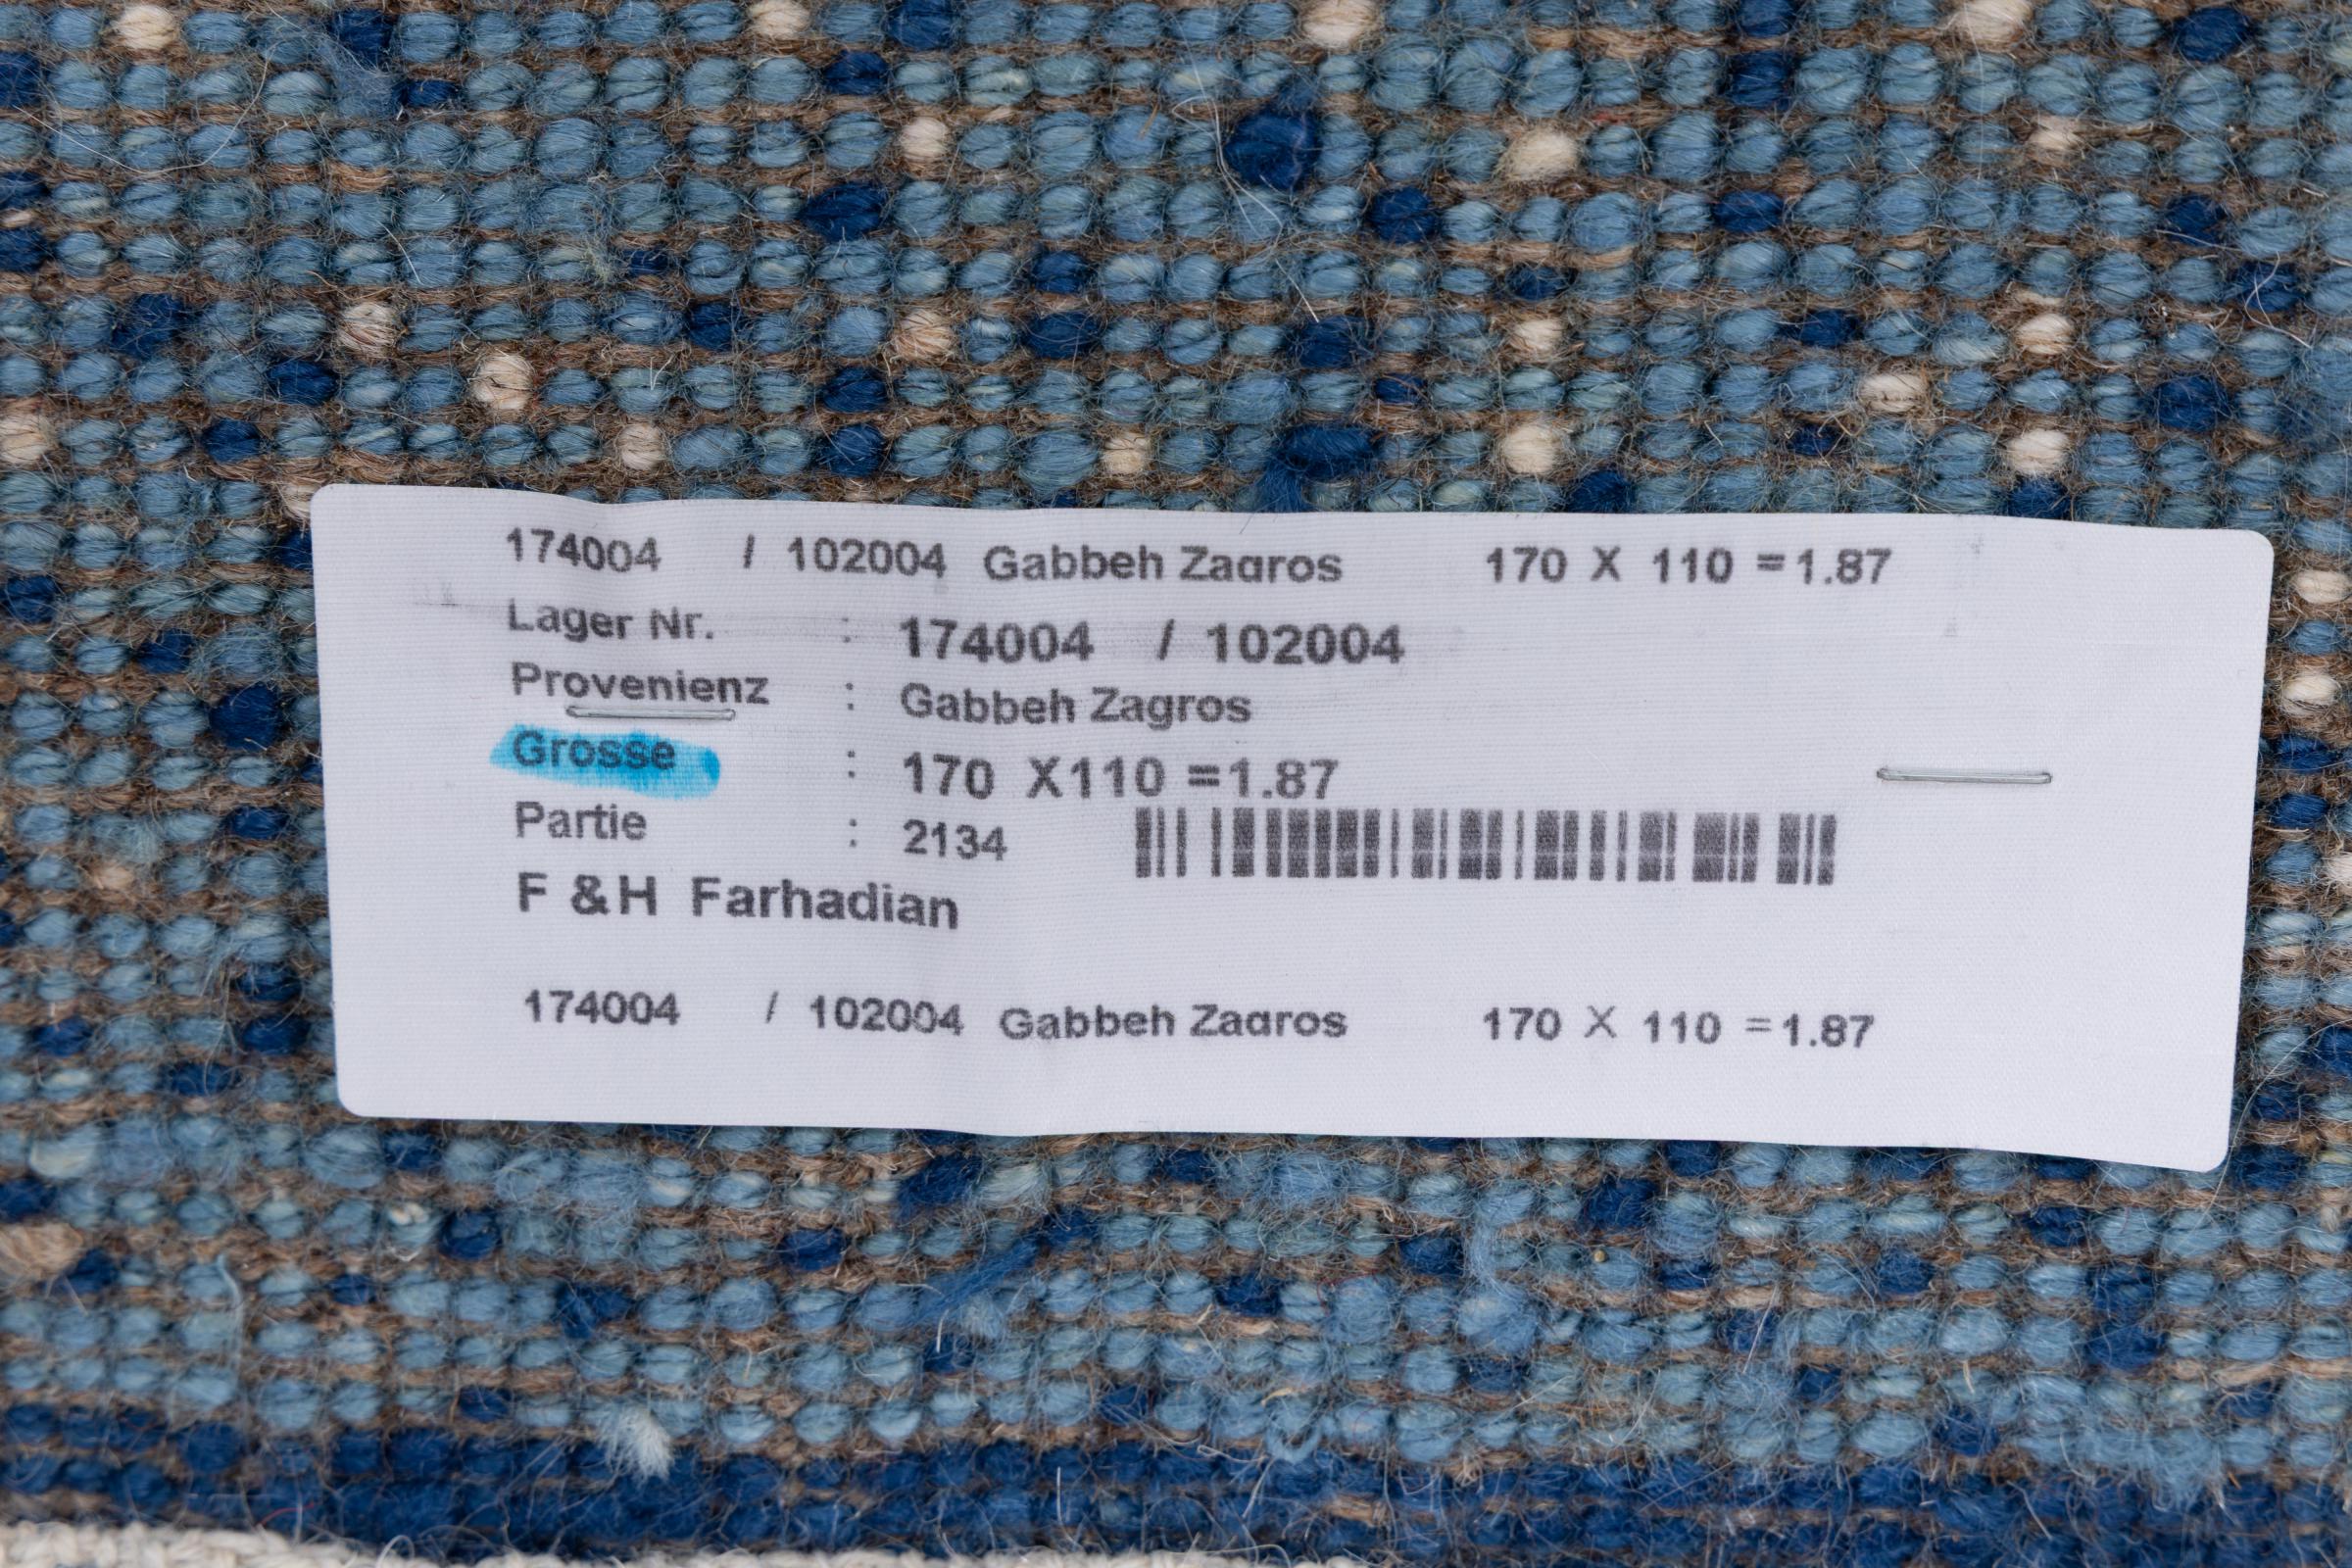 174004 / 102004 Gabbeh Zagros 170 X 110 =1.87
Lager Nr. : 174004 / 102004
Provenienz : Gabbeh Zagros
Grosse : 170 X110 =1.87
Partie : 2134
F &H Farhadian
174004 / 102004 Gabbeh Zagros 170 X 110 =1.87